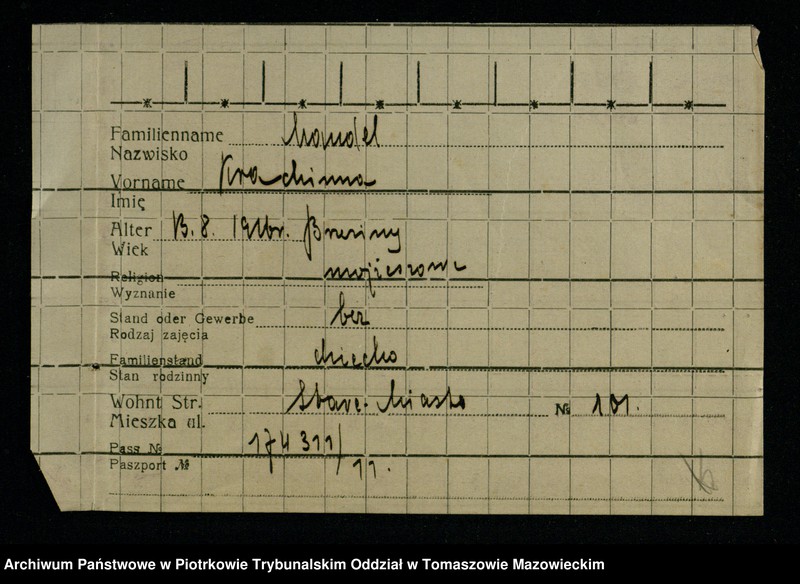 Familienname
Nazwisko
Vorname
Imię
Alter 13. 8. Brzeziny
Wiek
Religion mojżeszowe
Wyznanie
Stand oder Gewerbe bez
Rodzaj zajęcia
Familienstand dziecko
Stan rodzinny
Wohnt Str. Stare Miasto № 101.
Mieszka ul.
Pass № 174311/
Paszport № 11.
Archiwum Państwowe w Piotrkowie Trybunalskim Oddział w Tomaszowie Mazowieckim